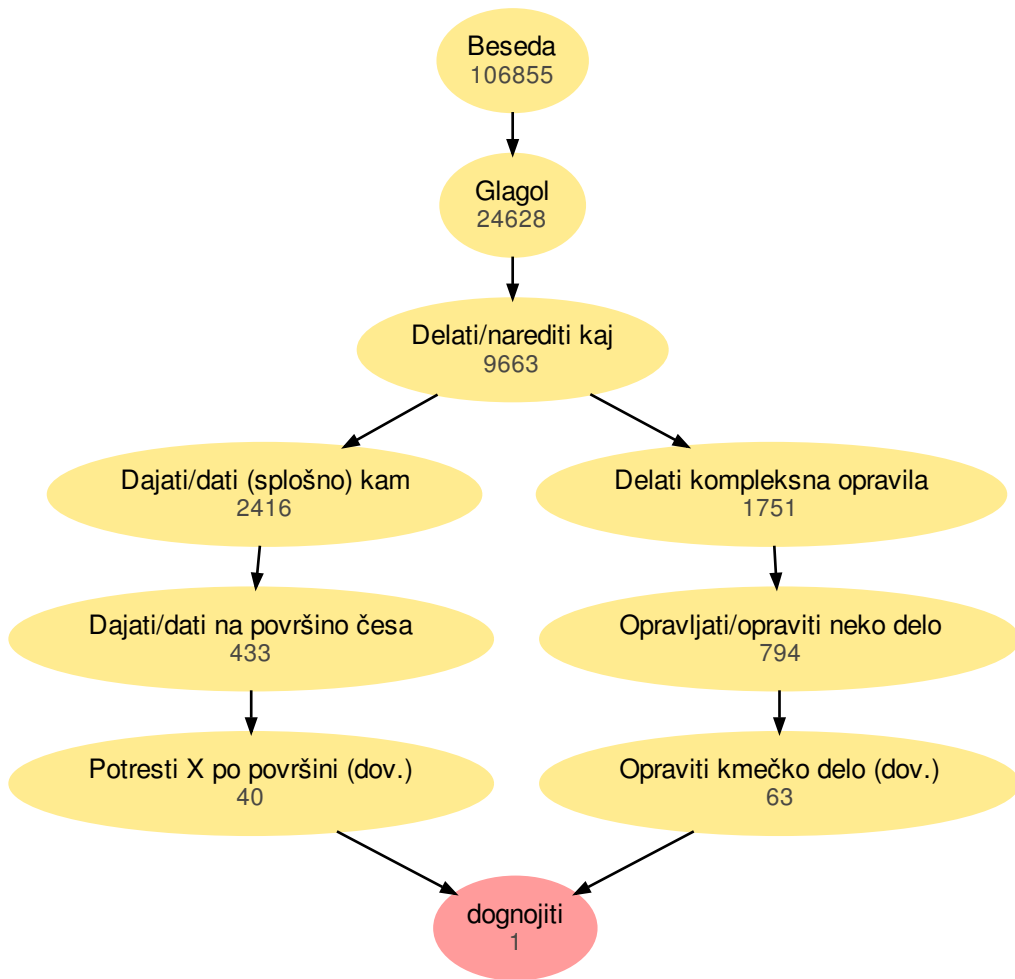 Beseda
106855
Glagol
24628
Delati/narediti kaj
9663
Dajati/dati (splošno) kam
2416
Delati kompleksna opravila
1751
Dajati/dati na površino česa
433
Opravljati/opraviti neko delo
794
Potresti X po površini (dov.)
40
Opraviti kmečko delo (dov.)
63
dognojiti
1